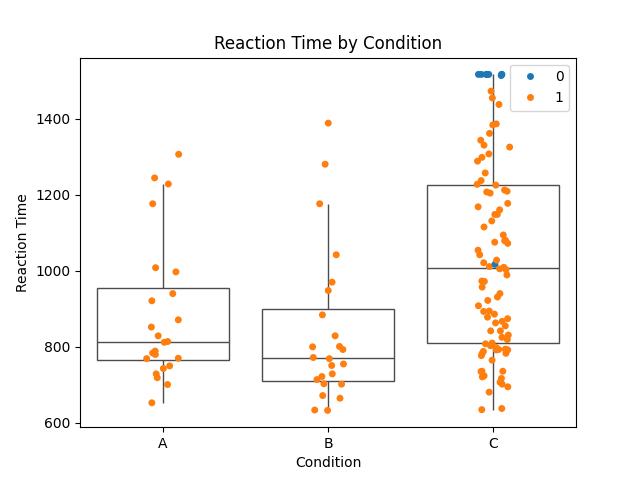 Reaction Time by Condition
0
1
1400
1200
1000
800
600
Reaction Time
A
B
C
Condition